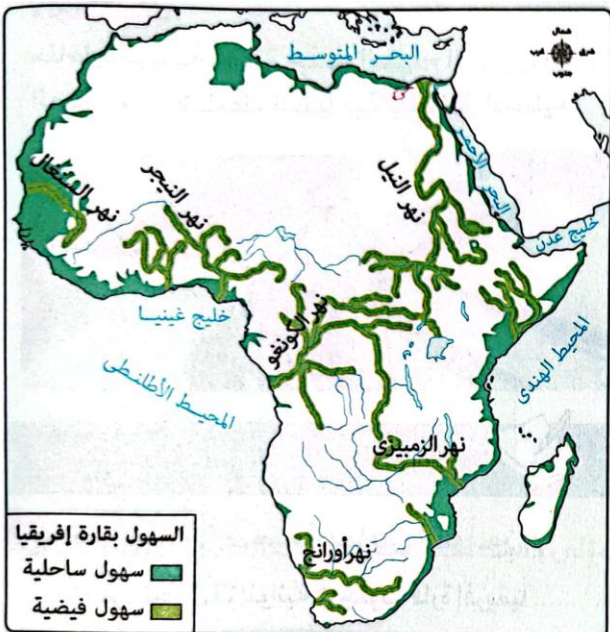 شمال
شرق
غرب
جنوب
البحر المتوسط
البحر الأحمر
خليج عدن
نهر النيل
نهر السنغال
نهر النيجر
خليج غينيا
نهر الكونغو
المحيط الأطلنطى
المحيط الهندى
نهر الزمبيزى
نهر أورانج
السهول بقارة إفريقيا
سهول ساحلية
سهول فيضية